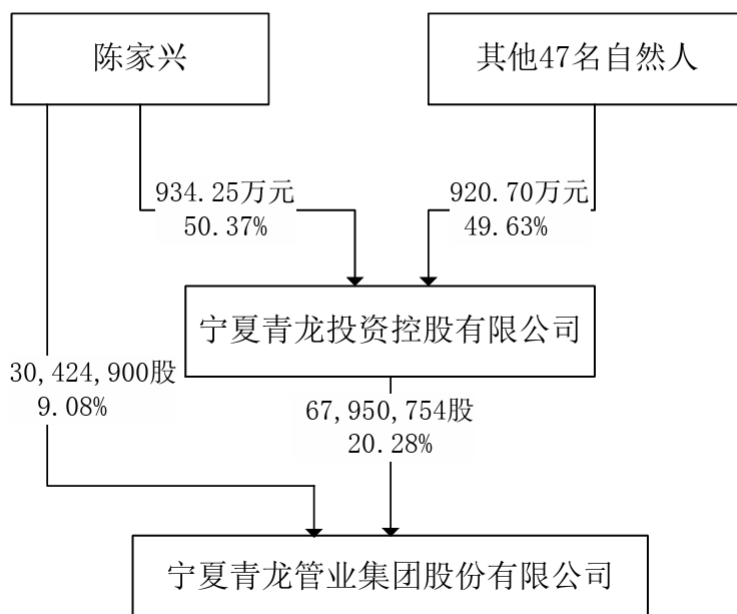 陈家兴
其他47名自然人
934.25万元
50.37%
920.70万元
49.63%
宁夏青龙投资控股有限公司
30,424,900股
9.08%
67,950,754股
20.28%
宁夏青龙管业集团股份有限公司